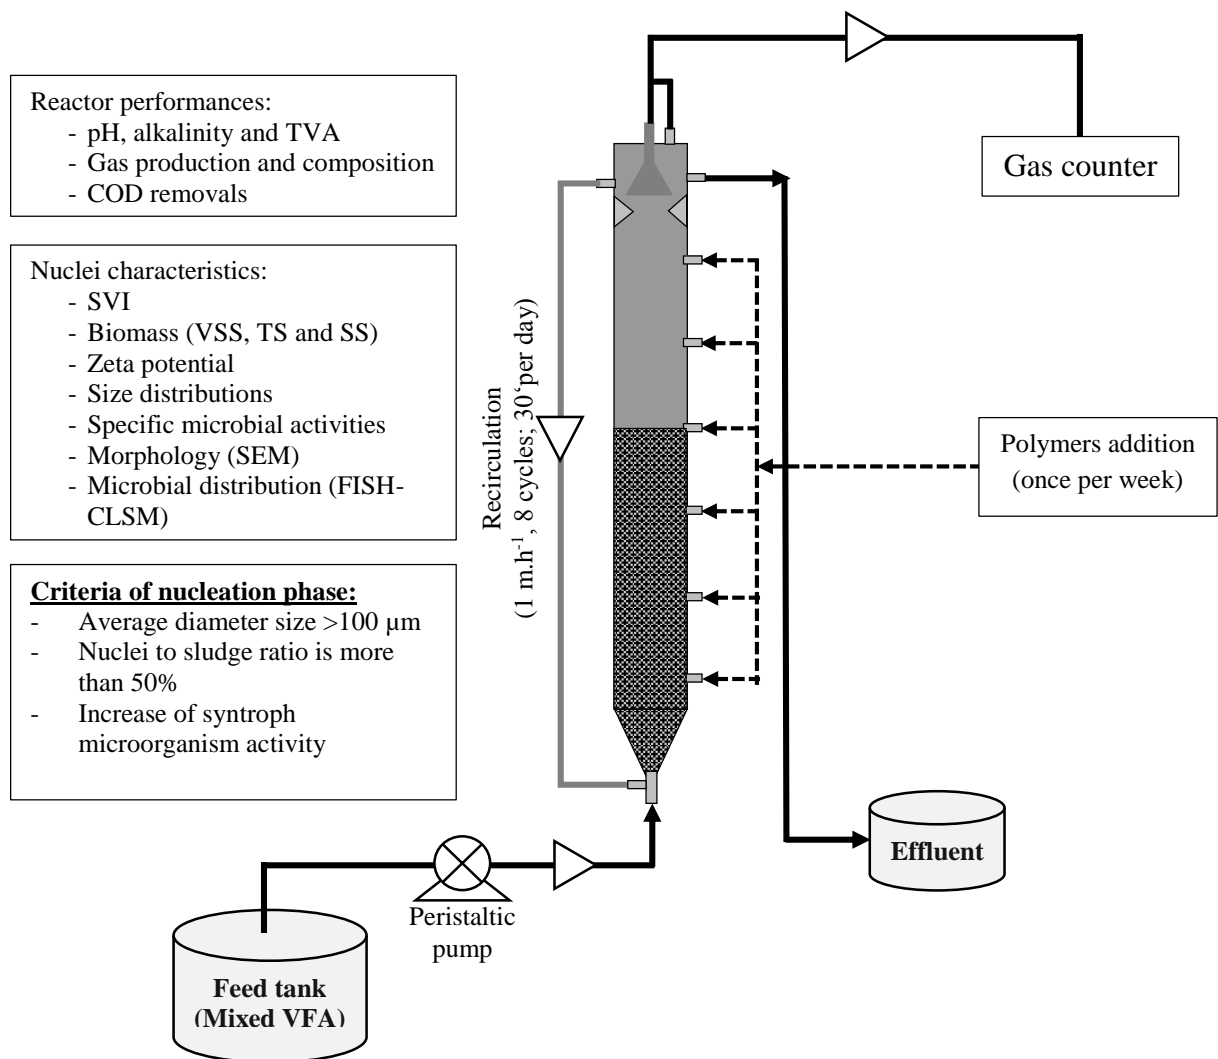 Reactor performances:
- pH, alkalinity and TVA
- Gas production and composition
- COD removals
Nuclei characteristics:
- SVI
- Biomass (VSS, TS and SS)
- Zeta potential
- Size distributions
- Specific microbial activities
- Morphology (SEM)
- Microbial distribution (FISH-
CLSM)
Criteria of nucleation phase:
- Average diameter size >100 µm
- Nuclei to sludge ratio is more
than 50%
- Increase of syntroph
microorganism activity
Recirculation
(1 m.h⁻¹, 8 cycles; 30‘per day)
Gas counter
Polymers addition
(once per week)
Effluent
Peristaltic
pump
Feed tank
(Mixed VFA)